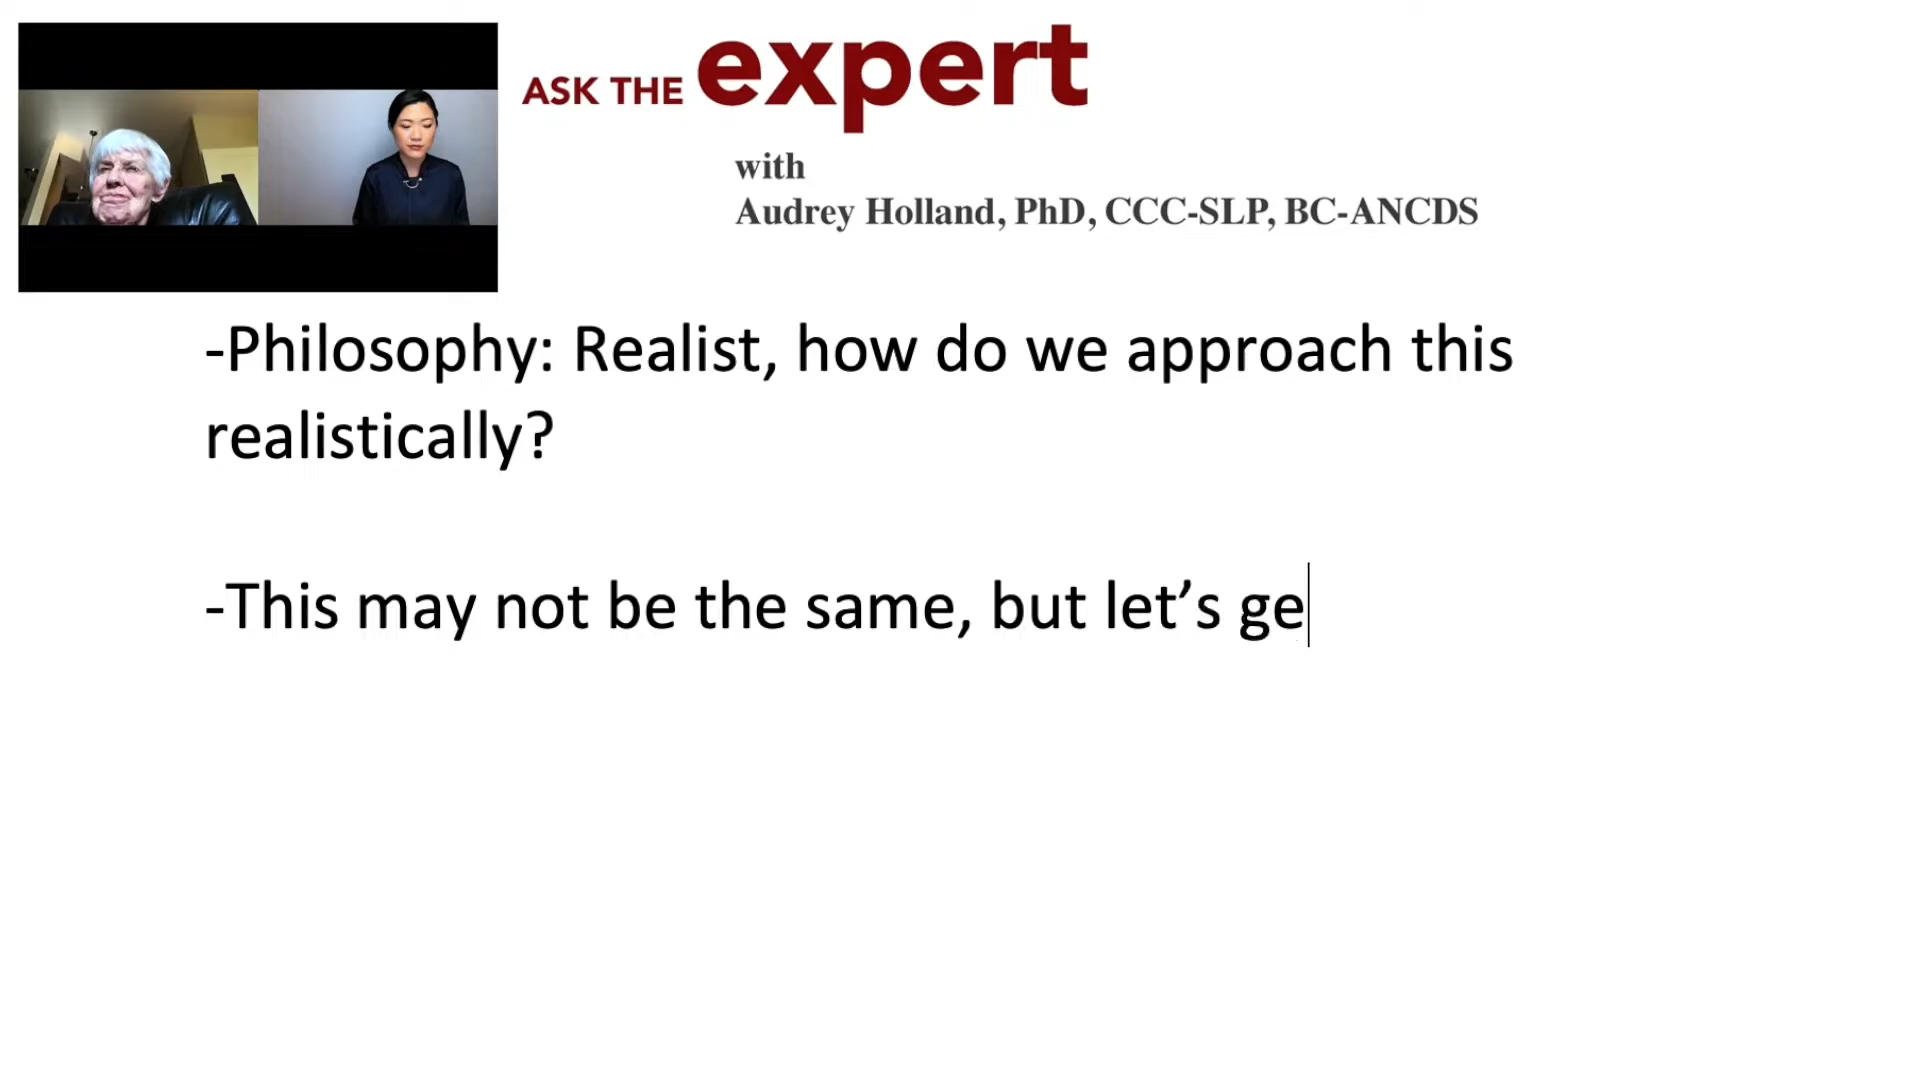 ASK THE expert
with
Audrey Holland, PhD, CCC-SLP, BC-ANCDS
-Philosophy: Realist, how do we approach this
realistically?
-This may not be the same, but let’s ge